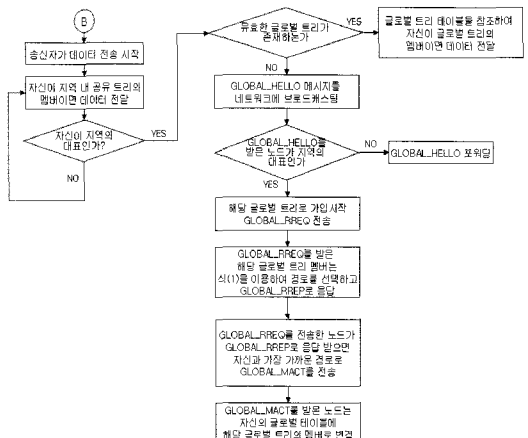 B
송신자가 데이터 전송 시작
자신이 지역 내 공유 트리의
멤버이면 데이터 전달
자신이 지역의
대표인가?
YES
NO
유효한 글로벌 트리가
존재하는가
YES
글로벌 트리 테이블을 참조하여
자신이 글로벌 트리의
멤버이면 데이터 전달
NO
GLOBAL_HELLO 메시지를
네트워크에 브로드캐스팅
GLOBAL_HELLO를
받은 노드가 지역의
대표인가
NO
GLOBAL_HELLO 포워딩
YES
해당 글로벌 트리로 가입시작
GLOBAL_RREQ 전송
GLOBAL_RREQ를 받은
해당 글로벌 트리 멤버는
식(1)을 이용하여 경로를 선택하고
GLOBAL_RREP로 응답
GLOBAL_RREQ를 전송한 노드가
GLOBAL_RREP로 응답 받으면
자신과 가장 가까운 경로로
GLOBAL_MACT를 전송
GLOBAL_MACT를 받은 노드는
자신의 글로벌 테이블에
해당 글로벌 트리의 멤버로 변경